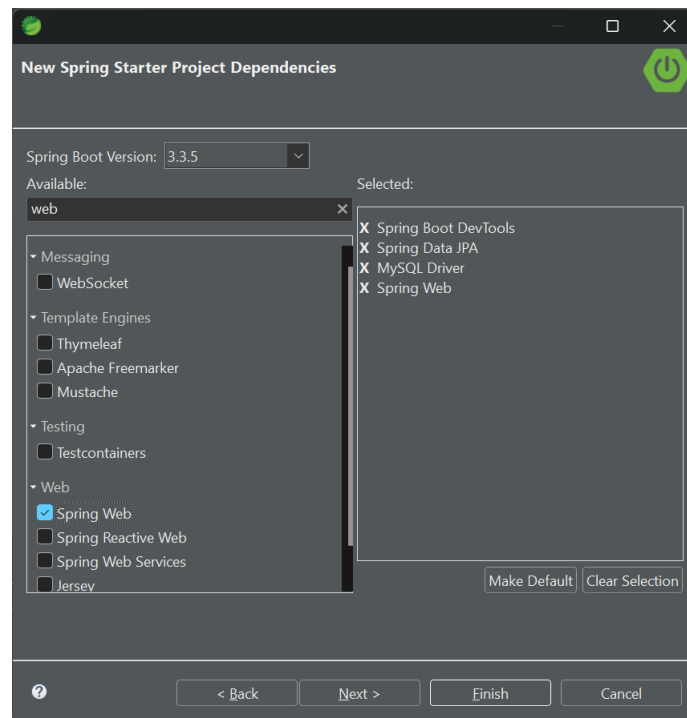 New Spring Starter Project Dependencies
Spring Boot Version: 3.3.5
Available:
web
Messaging
WebSocket
Template Engines
Thymeleaf
Apache Freemarker
Mustache
Testing
Testcontainers
Web
Spring Web
Spring Reactive Web
Spring Web Services
Jersey
Selected:
X Spring Boot DevTools
X Spring Data JPA
X MySQL Driver
X Spring Web
Make Default Clear Selection
? < Back Next > Finish Cancel